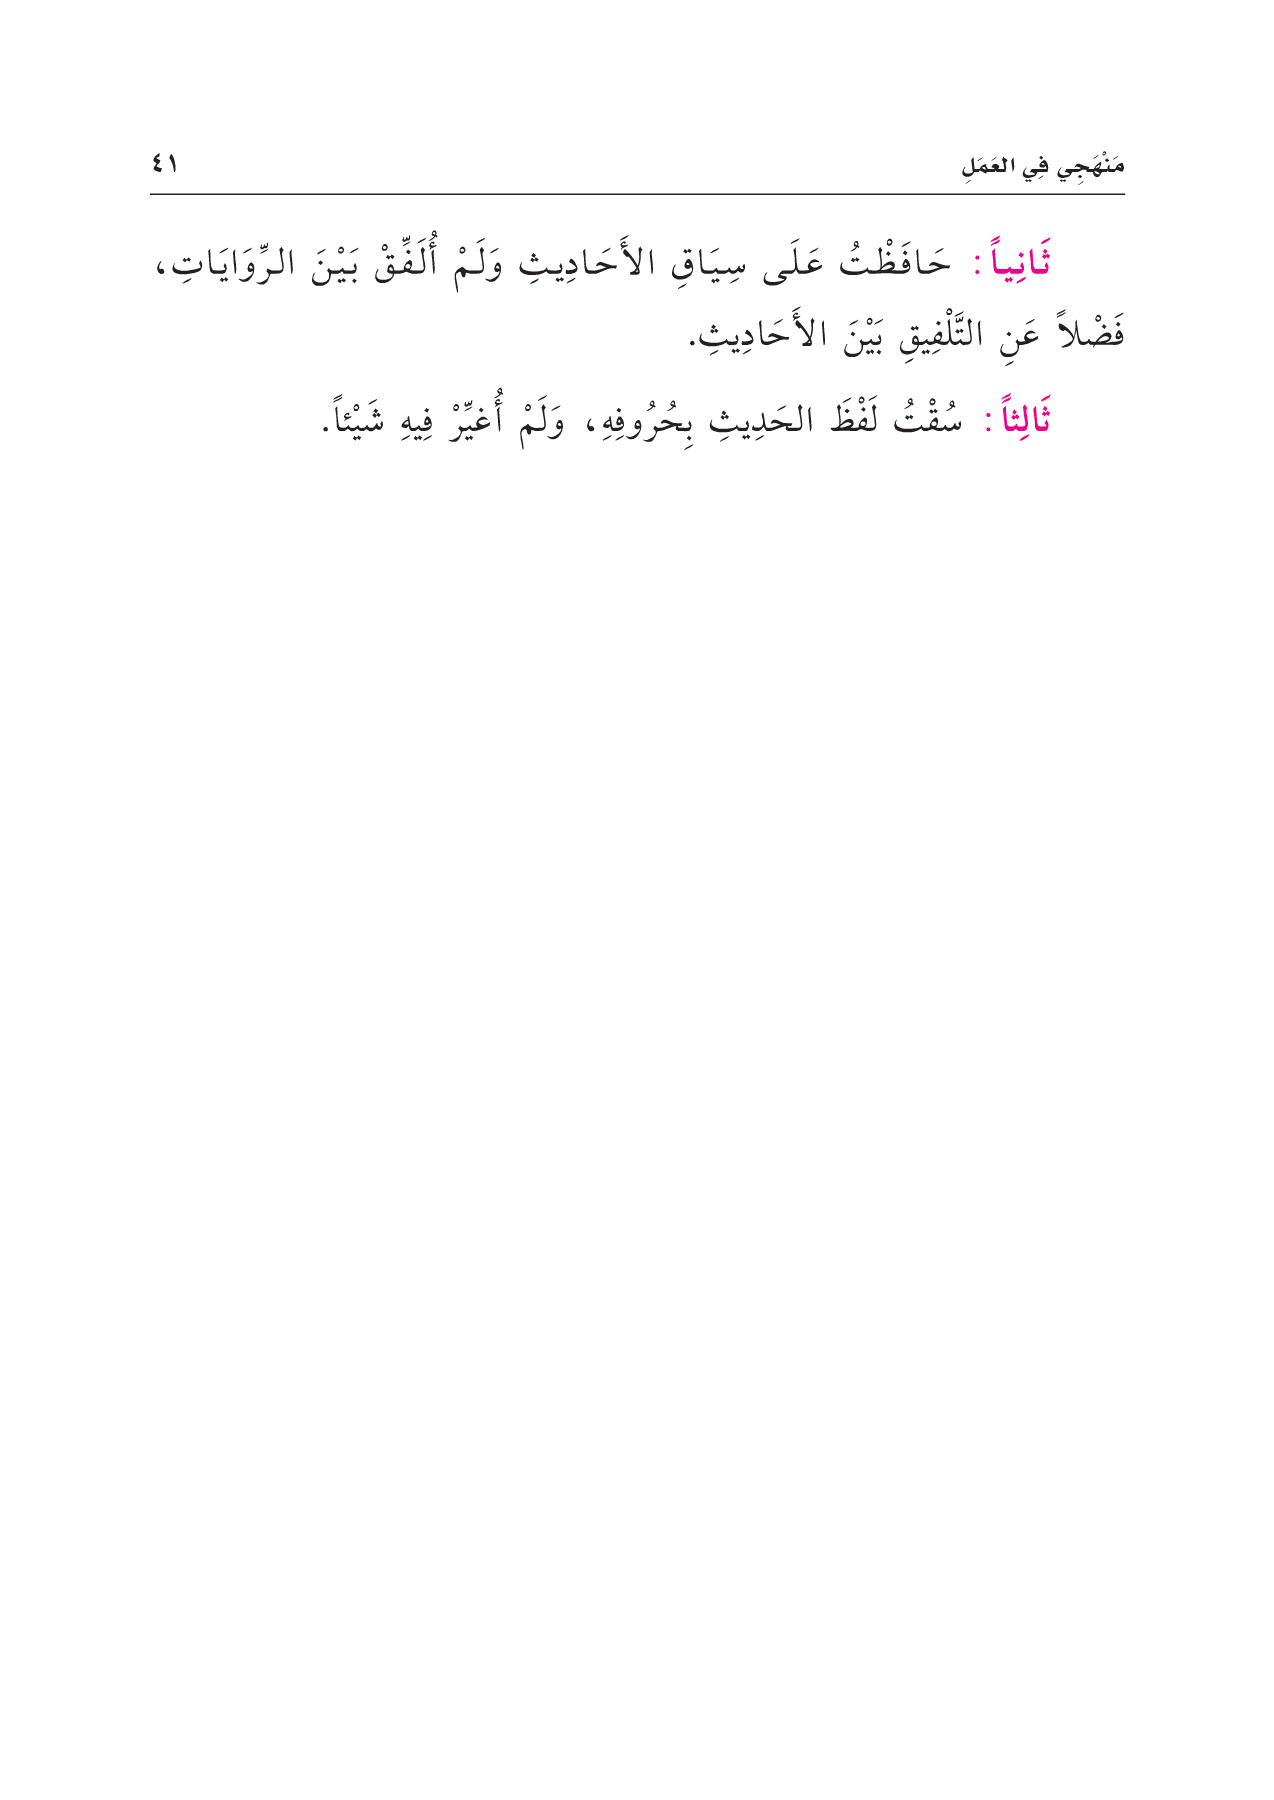 مَنْهَجِي فِي العَمَلِ ٤١
ثَانِياً: حَافَظْتُ عَلَى سِيَاقِ الأَحَادِيثِ وَلَمْ أُلَفِّقْ بَيْنَ الرِّوَايَاتِ،
فَضْلاً عَنِ التَّلْفِيقِ بَيْنَ الأَحَادِيثِ.
ثَالِثاً: سُقْتُ لَفْظَ الحَدِيثِ بِحُرُوفِهِ، وَلَمْ أُغيِّرْ فِيهِ شَيْئاً.